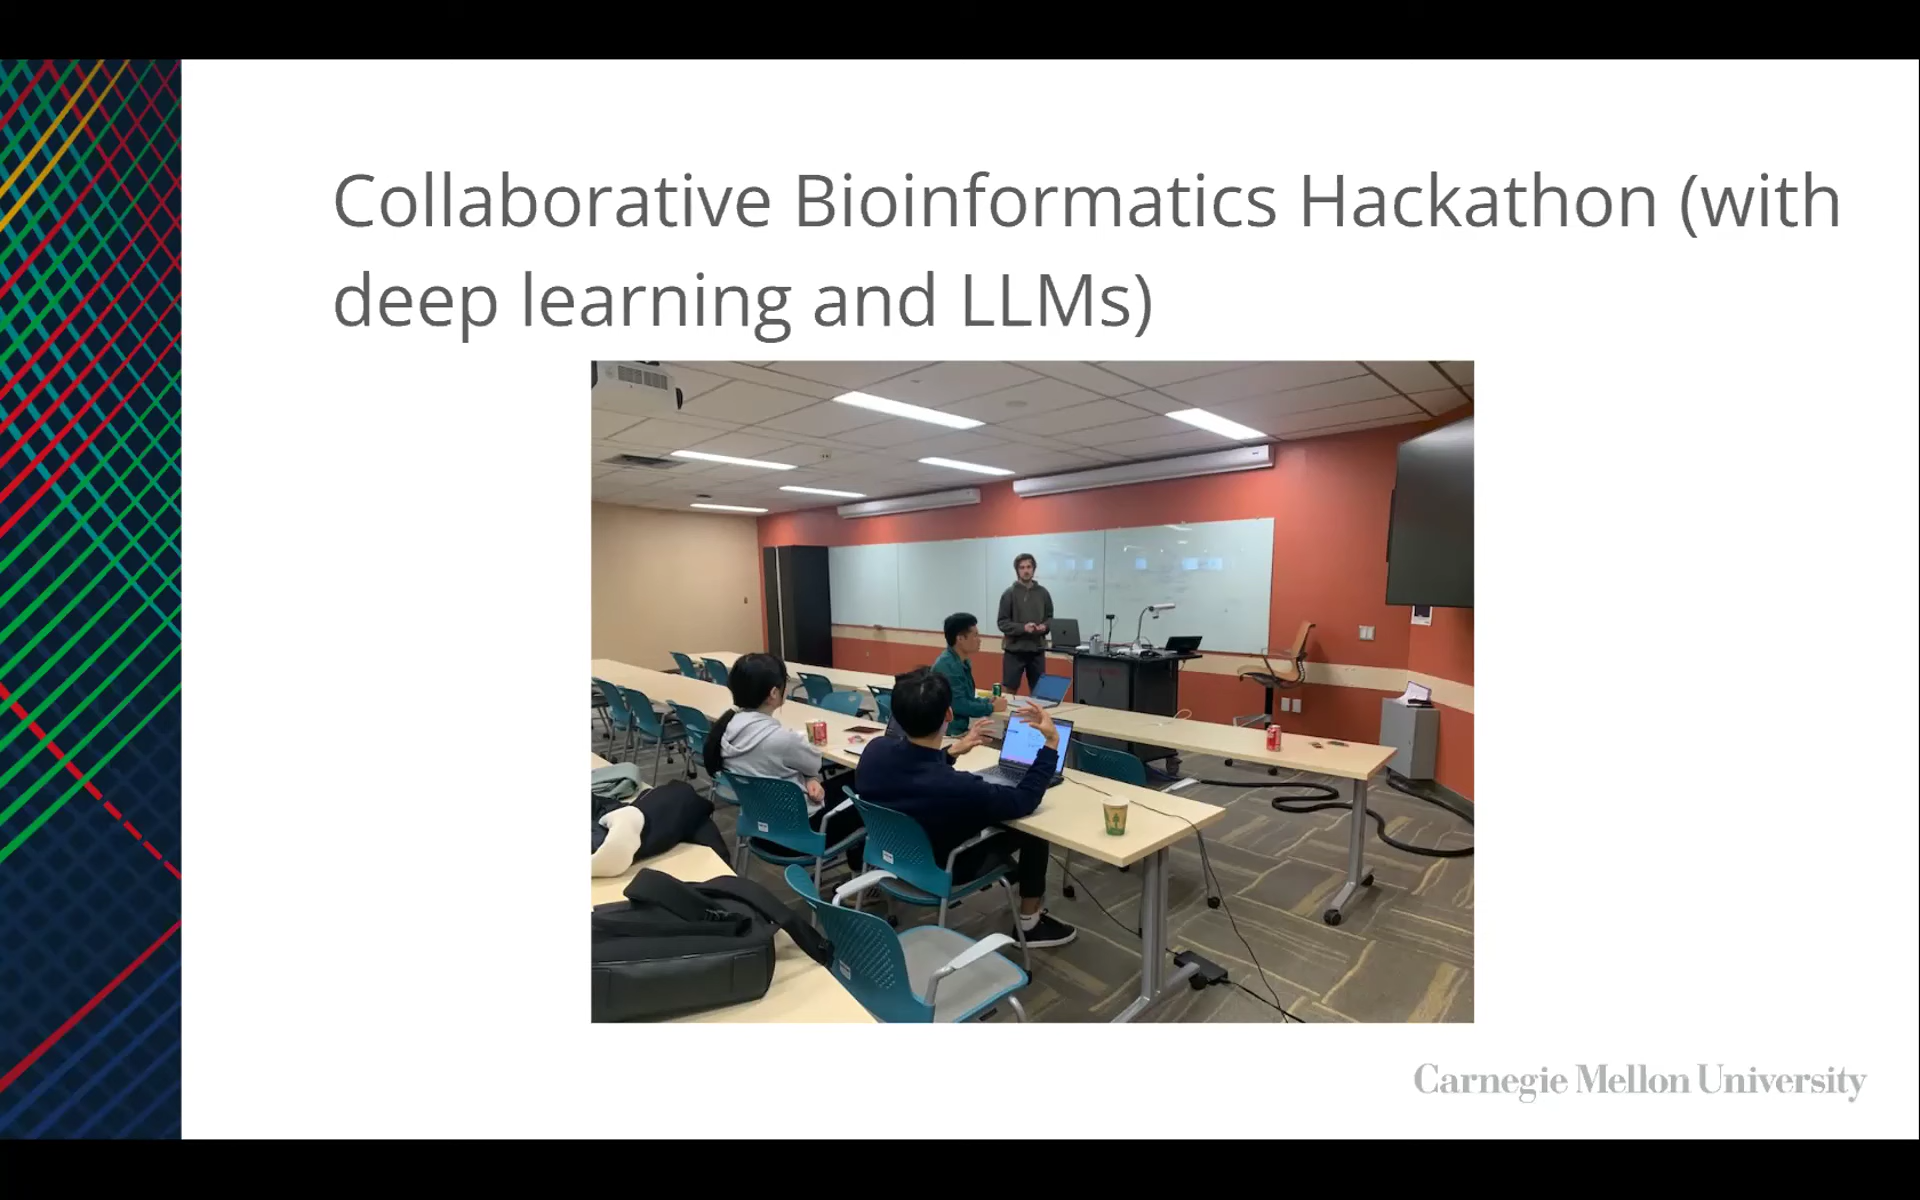 Collaborative Bioinformatics Hackathon (with
deep learning and LLMs)
Carnegie Mellon University